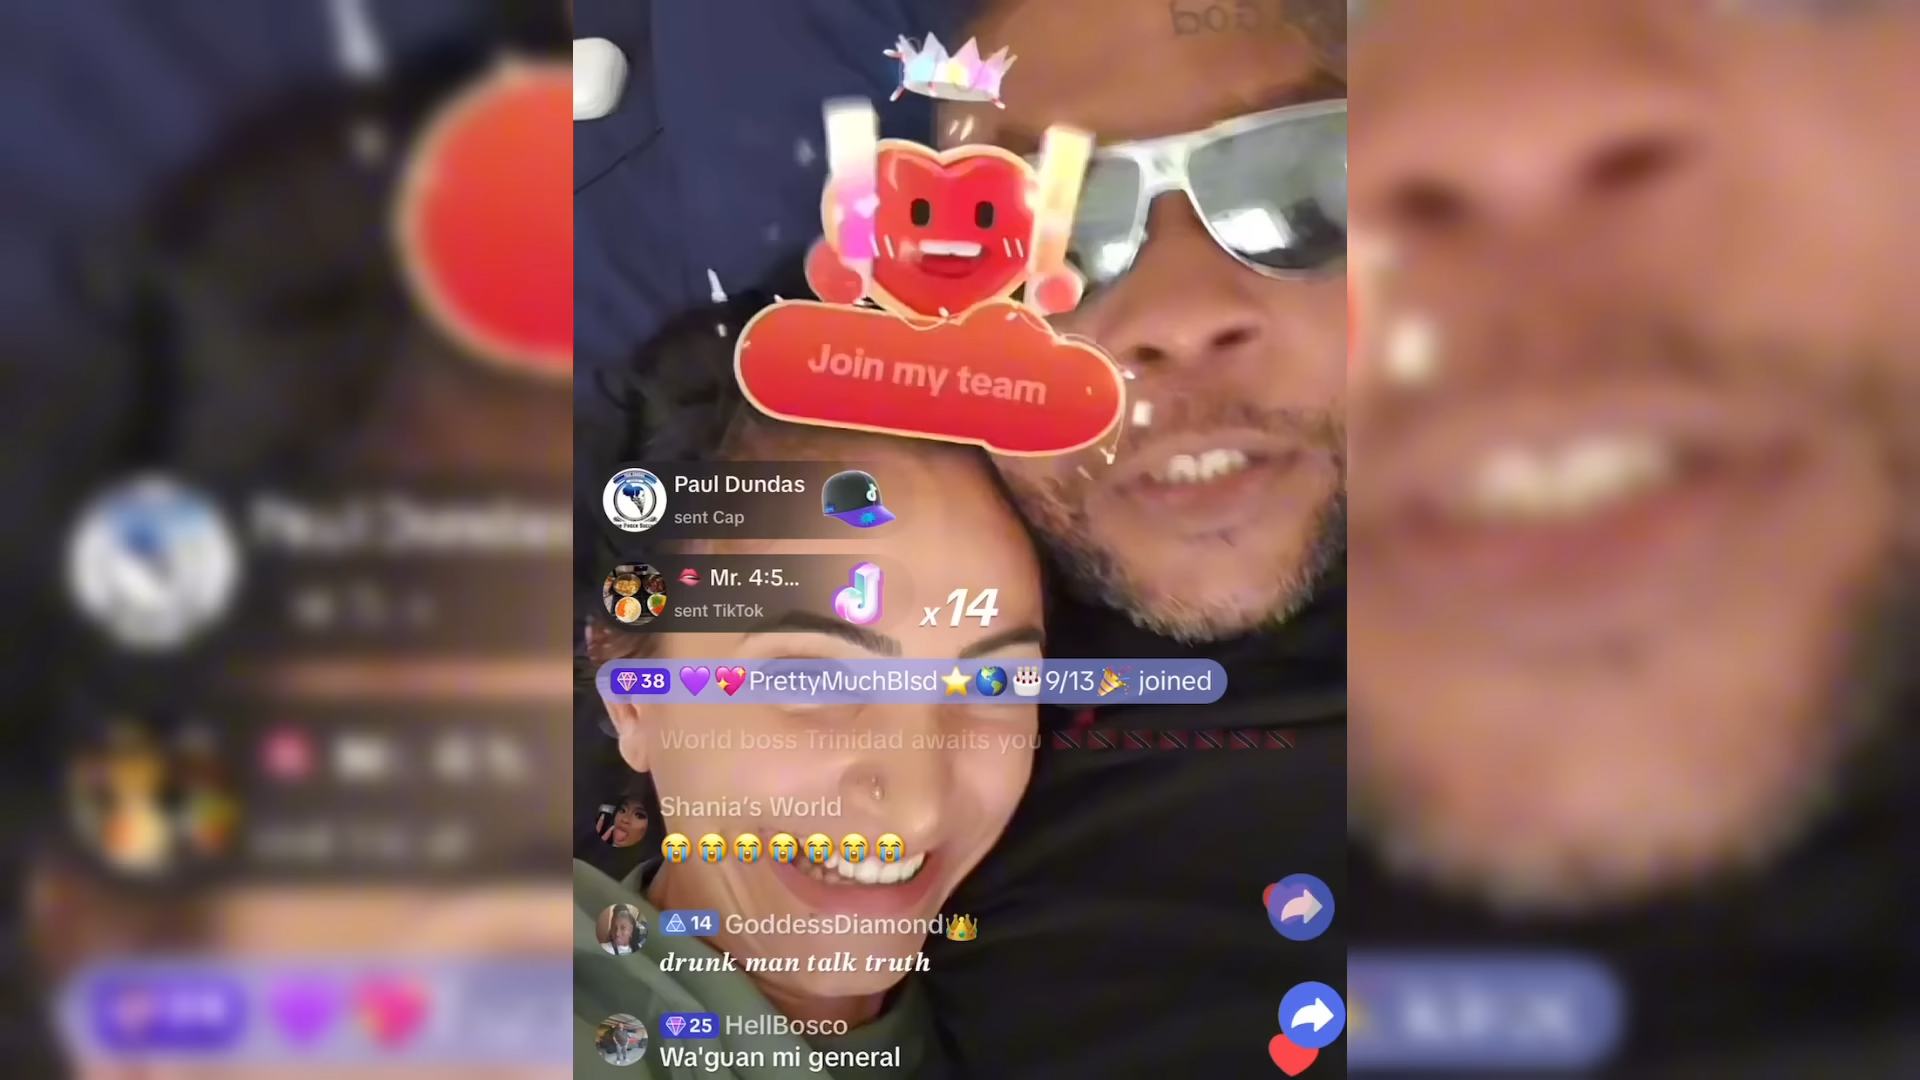 God
Join my team
Paul Dundas
sent Cap
Mr. 4:5...
sent TikTok
x14
38 💜💖PrettyMuchBlsd⭐🌎🎂9/13🎉 joined
World boss Trinidad awaits you 🇹🇹🇹🇹🇹🇹🇹🇹🇹🇹🇹🇹🇹🇹
Shania's World
😭😭😭😭😭😭😭
14 GoddessDiamond👑
drunk man talk truth
25 HellBosco
Wa'guan mi general